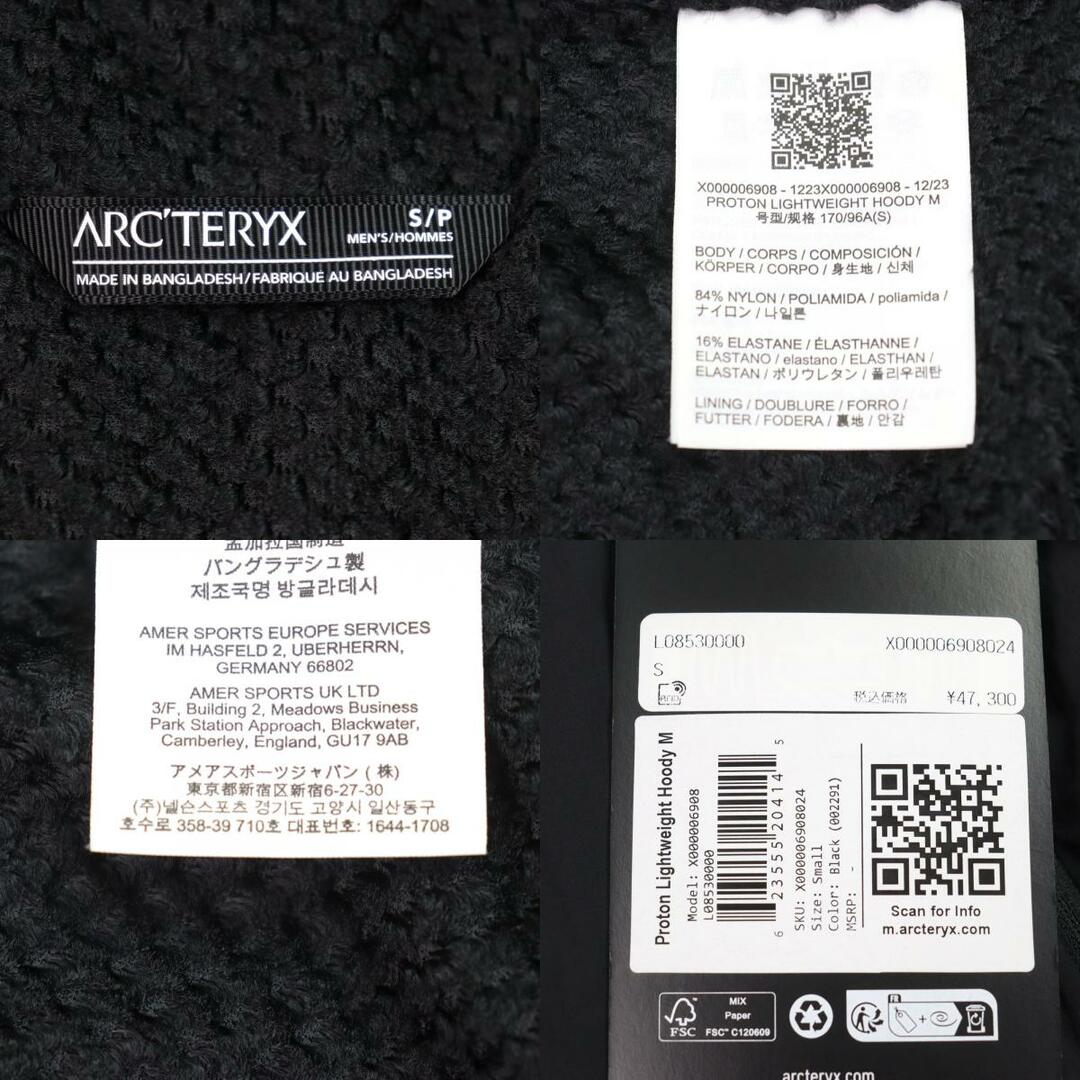 ARC'TERYX
S/P
MEN'S/HOMMES
MADE IN BANGLADESH/FABRIQUE AU BANGLADESH
X000006908 - 1223X000006908 - 12/23
PROTON LIGHTWEIGHT HOODY M
号型/规格 170/96A(S)
BODY / CORPS / COMPOSICIÓN /
KÖRPER / CORPO / 身生地 / 신체
84% NYLON / POLIAMIDA / poliamida /
ナイロン / 나일론
16% ELASTANE / ÉLASTHANNE /
ELASTANO / elastano / ELASTHAN /
ELASTAN / ポリウレタン / 폴리우레탄
LINING / DOUBLURE / FORRO /
FUTTER / FODERA / 裏地 / 안감
孟加拉国制造
バングラデシュ製
제조국명 방글라데시
AMER SPORTS EUROPE SERVICES
IM HASFELD 2, UBERHERRN,
GERMANY 66802
AMER SPORTS UK LTD
3/F, Building 2, Meadows Business
Park Station Approach, Blackwater,
Camberley, England, GU17 9AB
アメアスポーツジャパン ( 株)
東京都新宿区新宿6-27-30
(주)넬슨스포츠 경기도 고양시 일산동구
호수로 358-39 710호 대표번호: 1644-1708
L08530000
X000006908024
S
税込価格 ¥47,300
Proton Lightweight Hoody M
Model: X000006908
L08530000
6 23555 20414 5
SKU: X000006908024
Size: Small
Color: Black (002291)
MSRP: -
Scan for Info
m.arcteryx.com
FSC
MIX
Paper
FSC™ C120609
FR
arcteryx.com